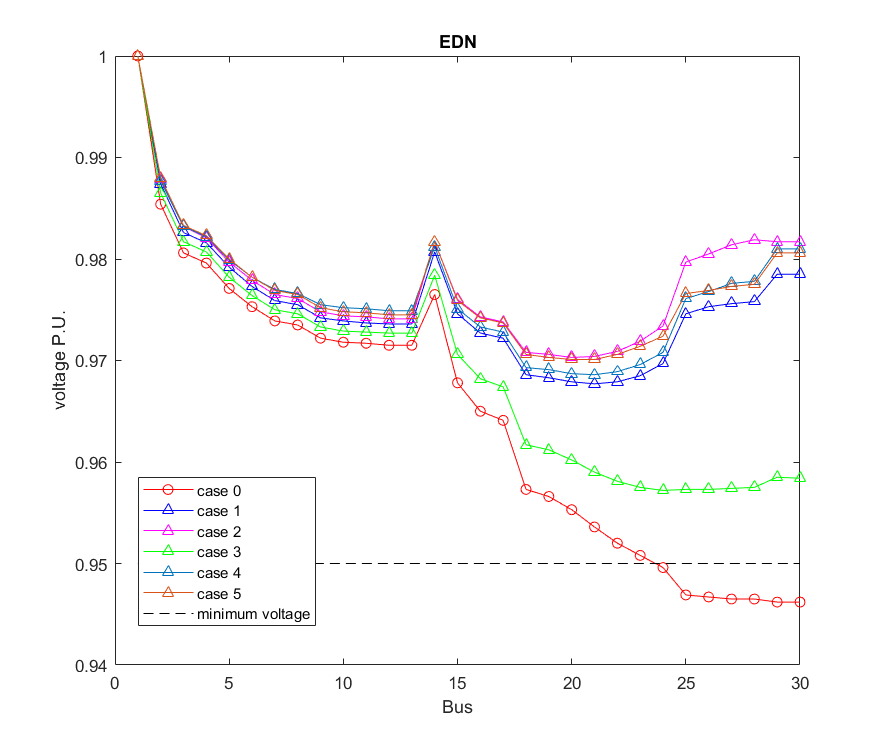 EDN
voltage P.U.
1
0.99
0.98
0.97
0.96
0.95
0.94
case 0
case 1
case 2
case 3
case 4
case 5
minimum voltage
0 5 10 15 20 25 30
Bus